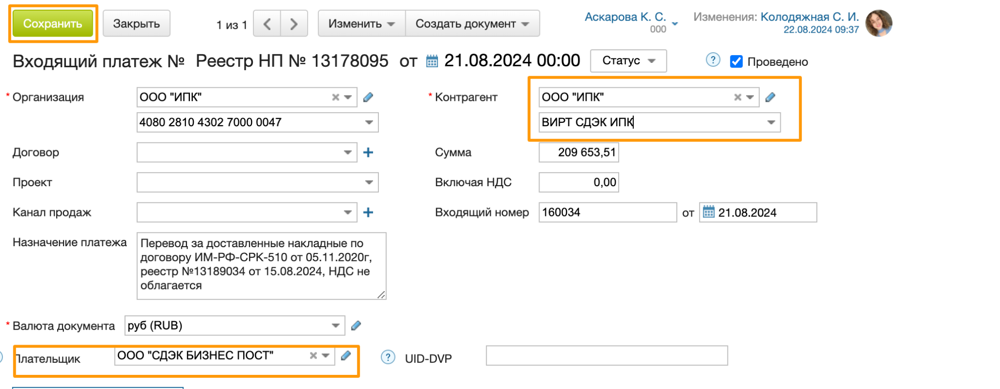 Сохранить Закрыть 1 из 1 Изменить Создать документ Аскарова К. С. Изменения: Колодяжная С. И.
000 22.08.2024 09:37
Входящий платеж № Реестр НП № 13178095 от 21.08.2024 00:00 Статус ? Проведено
* Организация ООО "ИПК" * Контрагент ООО "ИПК"
4080 2810 4302 7000 0047 ВИРТ СДЭК ИПК
Договор Сумма 209 653,51
Проект Включая НДС 0,00
Канал продаж Входящий номер 160034 от 21.08.2024
Назначение платежа Перевод за доставленные накладные по
договору ИМ-РФ-СРК-510 от 05.11.2020г,
реестр №13189034 от 15.08.2024, НДС не
облагается
* Валюта документа руб (RUB)
Плательщик ООО "СДЭК БИЗНЕС ПОСТ" ? UID-DVP